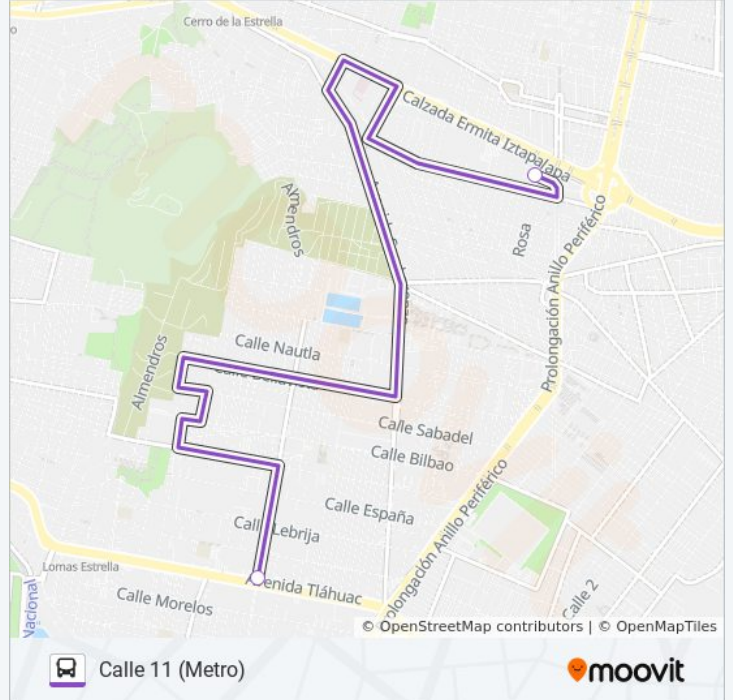 Cerro de la Estrella
Calzada Ermita Iztapalapa
Almendros
Rosa
Prolongación Anillo Periférico
Calle Nautla
Almendros
Calle Sabadel
Calle Bilbao
Calle España
Prolongación Anillo Periférico
Lebrija
Lomas Estrella
Avenida Tláhuac
Calle Morelos
Nacional
Calle 2
© OpenStreetMap contributors | © OpenMapTiles
Calle 11 (Metro)
moovit